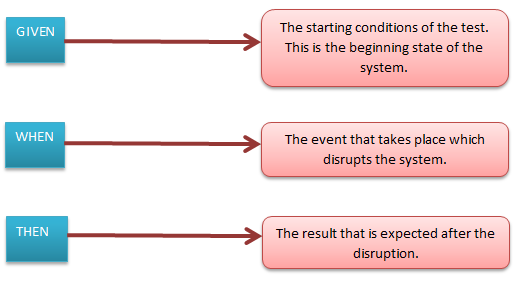 GIVEN
The starting conditions of the test.
This is the beginning state of the
system.
WHEN
The event that takes place which
disrupts the system.
THEN
The result that is expected after the
disruption.